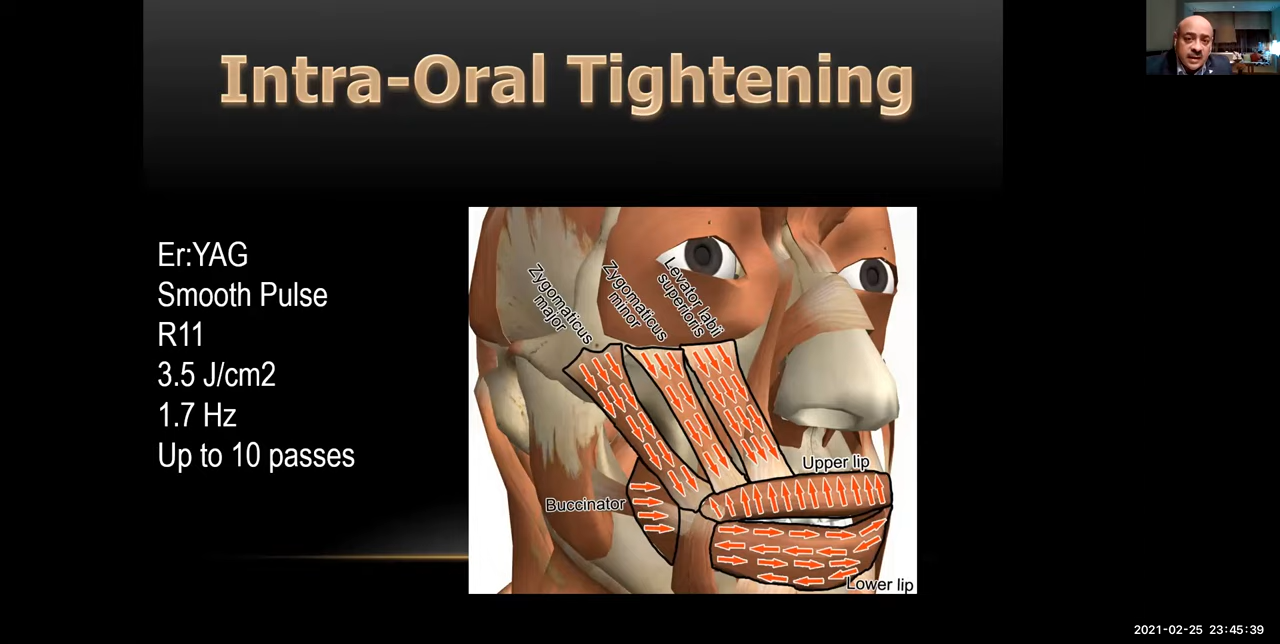 Intra-Oral Tightening
Er:YAG
Smooth Pulse
R11
3.5 J/cm2
1.7 Hz
Up to 10 passes
Zygomaticus
major
Zygomaticus
minor
Levator labii
superioris
Upper lip
Buccinator
Lower lip
2021-02-25 23:45:39